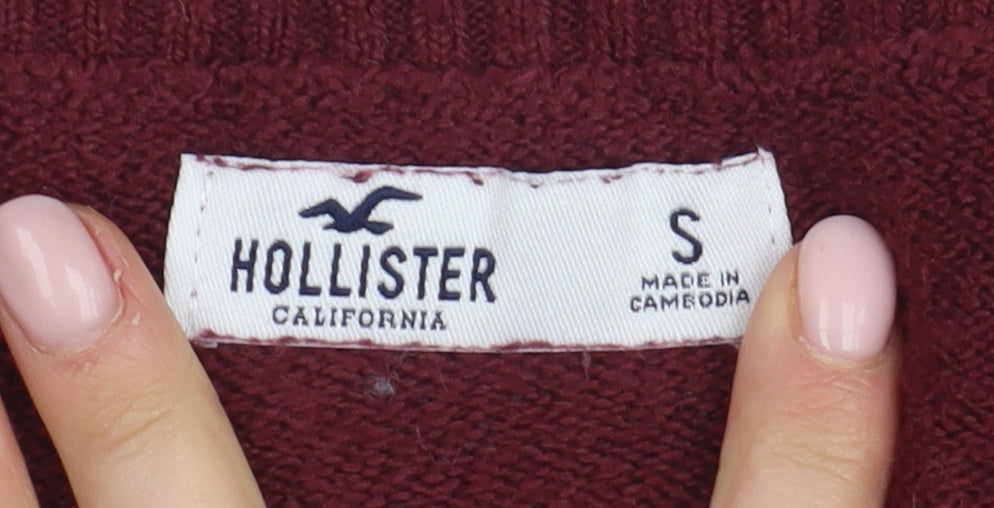 HOLLISTER
CALIFORNIA
S
MADE IN
CAMBODIA